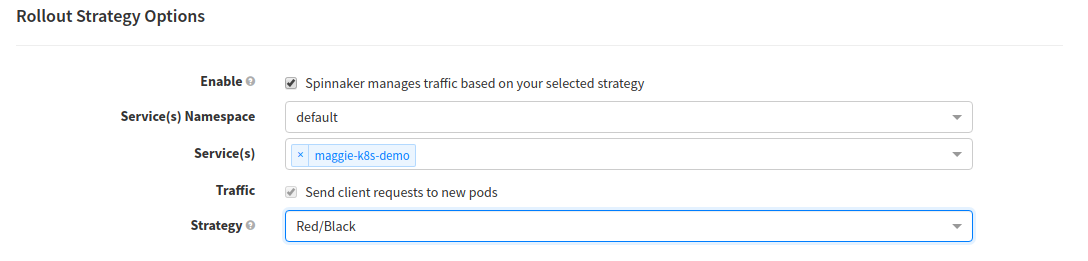 Rollout Strategy Options
Enable Spinnaker manages traffic based on your selected strategy
Service(s) Namespace default
Service(s) × maggie-k8s-demo
Traffic Send client requests to new pods
Strategy Red/Black